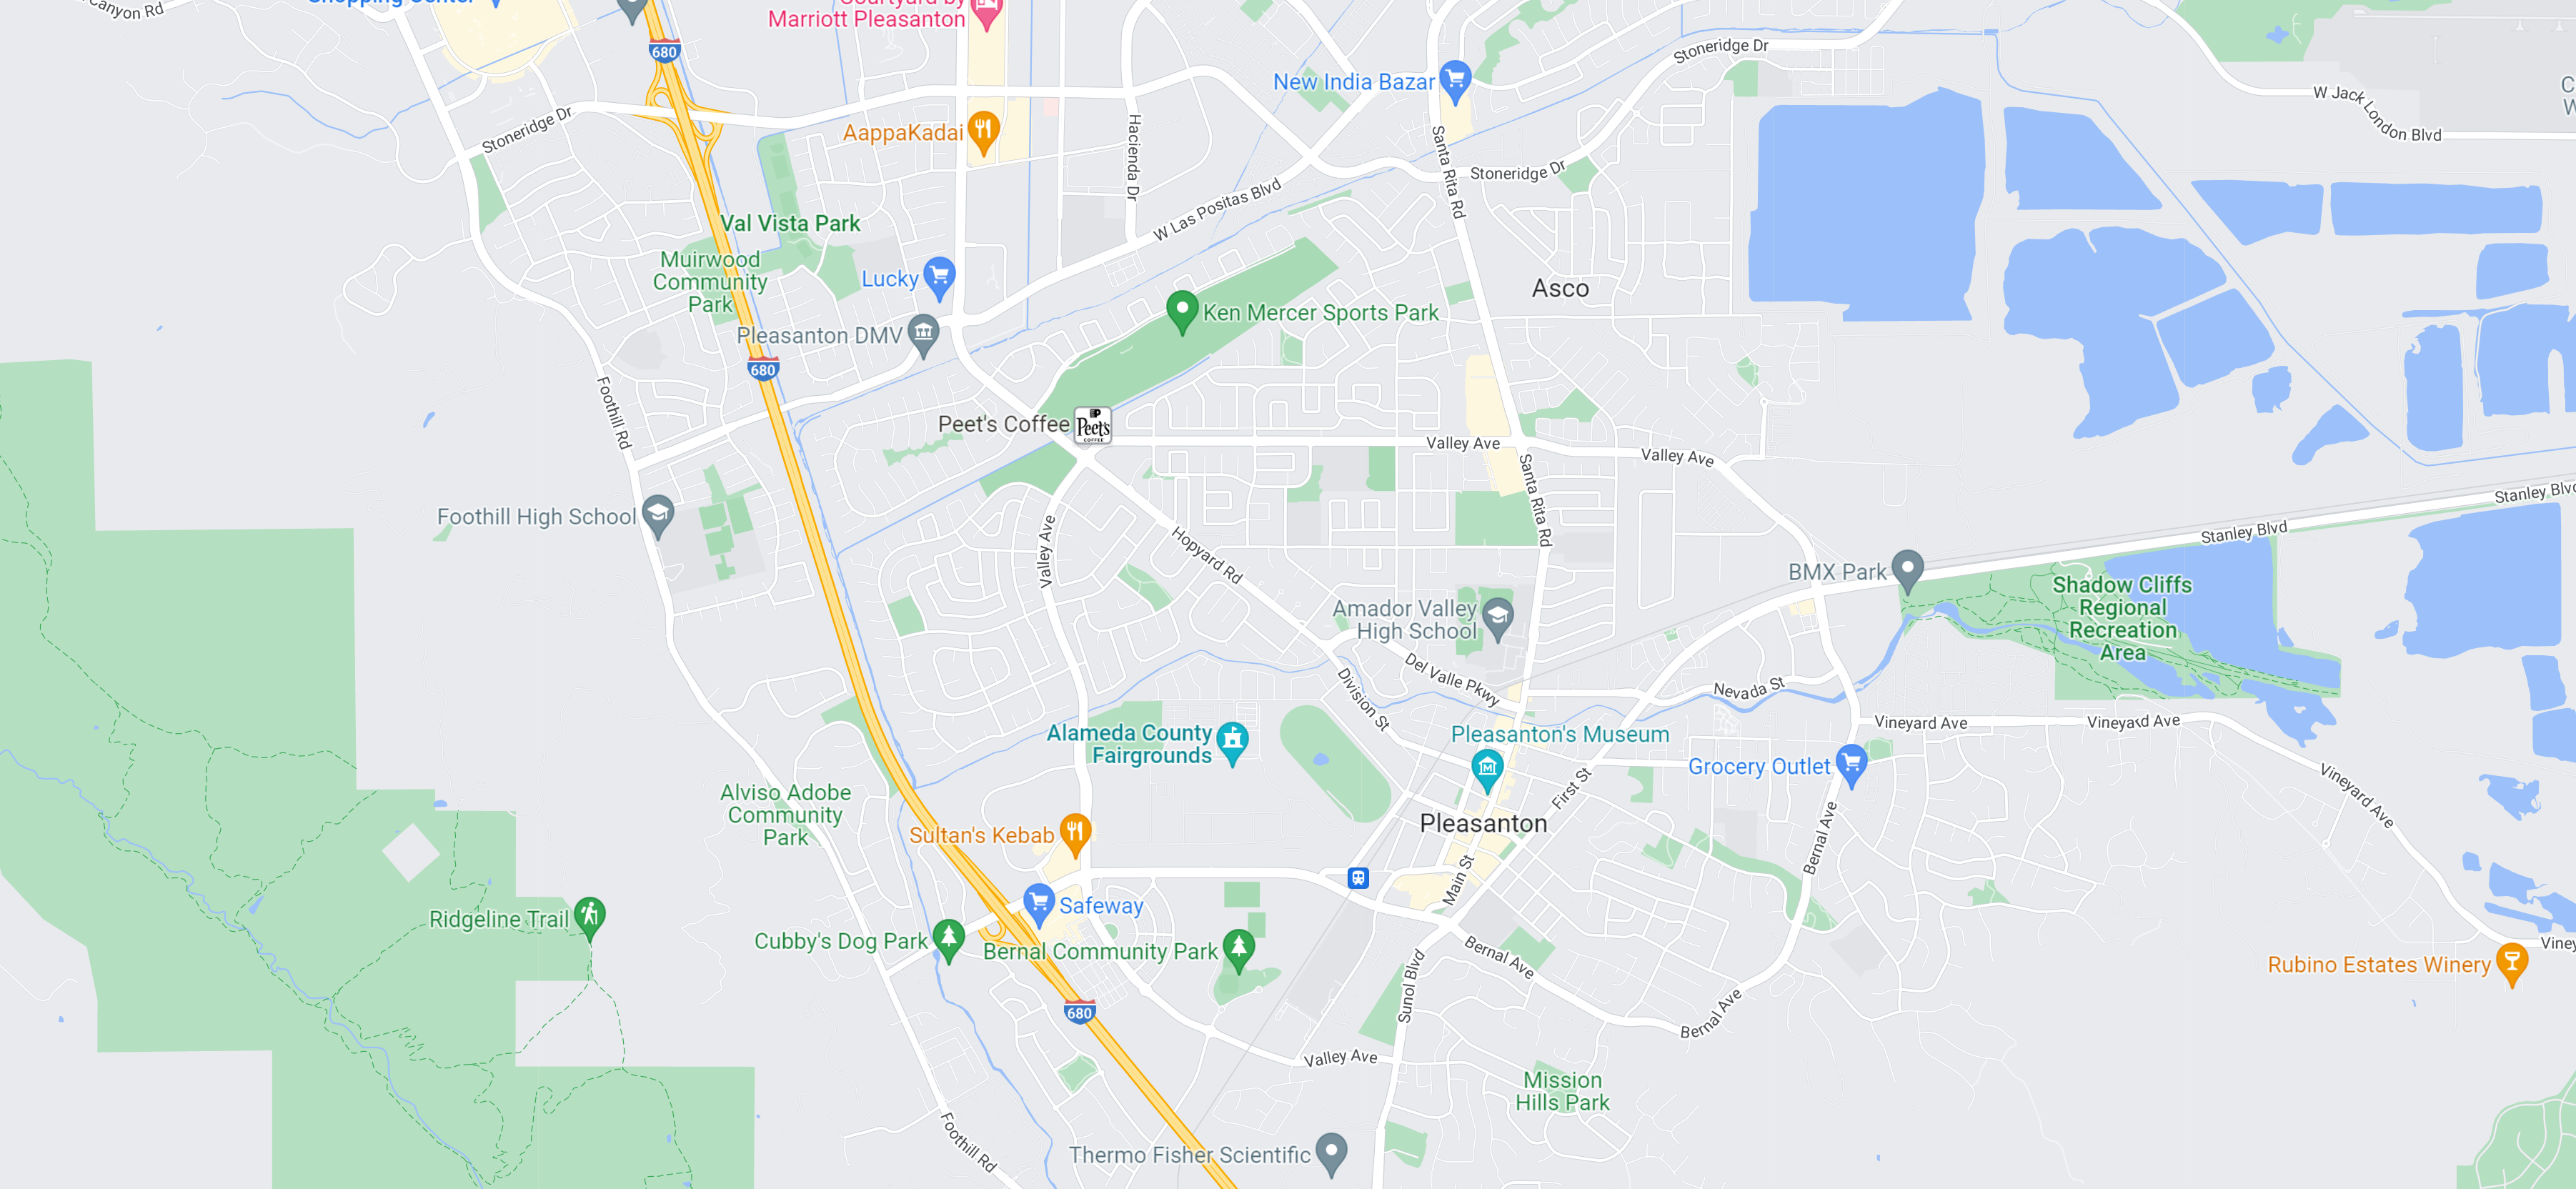 Canyon Rd
Shopping Center
680
Courtyard by
Marriott Pleasanton
Stoneridge Dr
New India Bazar
W Jack London Blvd
Stoneridge Dr
AappaKadai
Hacienda Dr
Santa Rita Rd
Stoneridge Dr
W Las Positas Blvd
Val Vista Park
Muirwood
Community
Park
Lucky
Asco
Ken Mercer Sports Park
Pleasanton DMV
680
Foothill Rd
Peet's Coffee
Peet's
COFFEE
Valley Ave
Valley Ave
Santa Rita Rd
Stanley Blvd
Foothill High School
Stanley Blvd
Valley Ave
Hopyard Rd
BMX Park
Shadow Cliffs
Regional
Recreation
Area
Amador Valley
High School
Del Valle Pkwy
Division St
Nevada St
Vineyard Ave
Vineyard Ave
Alameda County
Fairgrounds
Pleasanton's Museum
Grocery Outlet
Vineyard Ave
First St
Alviso Adobe
Community
Park
Sultan's Kebab
Pleasanton
Bernal Ave
Main St
Safeway
Ridgeline Trail
Cubby's Dog Park
Bernal Community Park
Bernal Ave
Rubino Estates Winery
Sunol Blvd
680
Bernal Ave
Valley Ave
Mission
Hills Park
Foothill Rd
Thermo Fisher Scientific